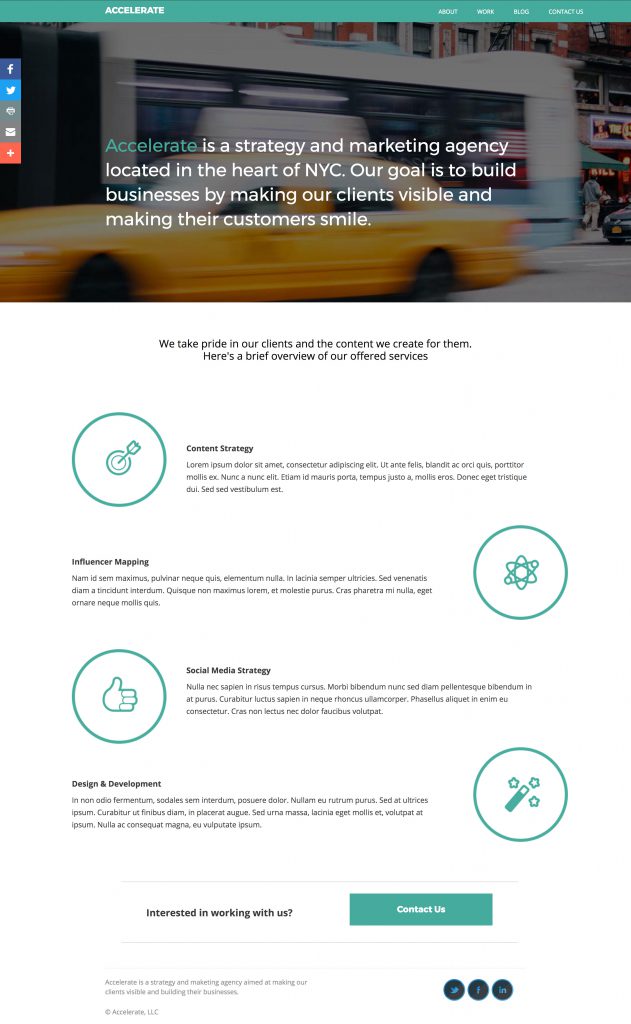 ACCELERATE
ABOUT WORK BLOG CONTACT US
Accelerate is a strategy and marketing agency
located in the heart of NYC. Our goal is to build
businesses by making our clients visible and
making their customers smile.
We take pride in our clients and the content we create for them.
Here's a brief overview of our offered services
Content Strategy
Lorem ipsum dolor sit amet, consectetur adipiscing elit. Ut ante felis, blandit ac orci quis, porttitor
mollis ex. Nunc a nunc elit. Etiam id mauris porta, tempus justo a, mollis eros. Donec eget tristique
dui. Sed sed vestibulum est.
Influencer Mapping
Nam id sem maximus, pulvinar neque quis, elementum nulla. In lacinia semper ultricies. Sed venenatis
diam a tincidunt interdum. Quisque non maximus lorem, et molestie purus. Cras pharetra mi nulla, eget
ornare neque mollis quis.
Social Media Strategy
Nulla nec sapien in risus tempus cursus. Morbi bibendum nunc sed diam pellentesque bibendum in
at purus. Curabitur luctus sapien in neque rhoncus ullamcorper. Phasellus aliquet in enim eu
consectetur. Cras non lectus nec dolor faucibus volutpat.
Design & Development
In non odio fermentum, sodales sem interdum, posuere dolor. Nullam eu rutrum purus. Sed at ultrices
ipsum. Curabitur ut finibus diam, in placerat augue. Sed urna massa, lacinia eget mollis et, volutpat at
ipsum. Nulla ac consequat magna, eu vulputate ipsum.
Interested in working with us?
Contact Us
Accelerate is a strategy and maketing agency aimed at making our
clients visible and building their businesses.
© Accelerate, LLC